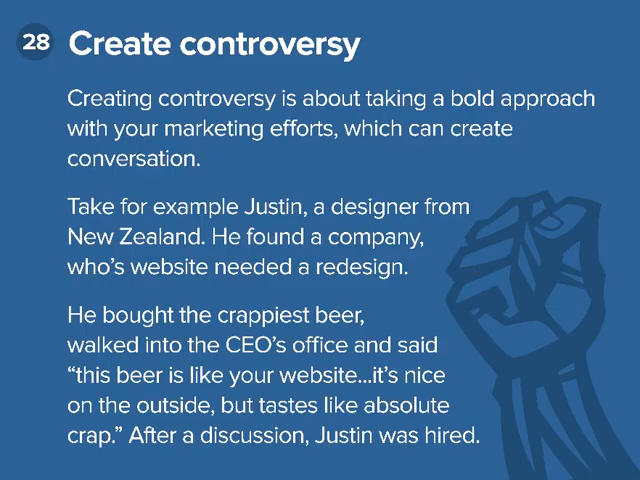 28 Create controversy
Creating controversy is about taking a bold approach
with your marketing efforts, which can create
conversation.
Take for example Justin, a designer from
New Zealand. He found a company,
who's website needed a redesign.
He bought the crappiest beer,
walked into the CEO's office and said
“this beer is like your website...it's nice
on the outside, but tastes like absolute
crap.” After a discussion, Justin was hired.